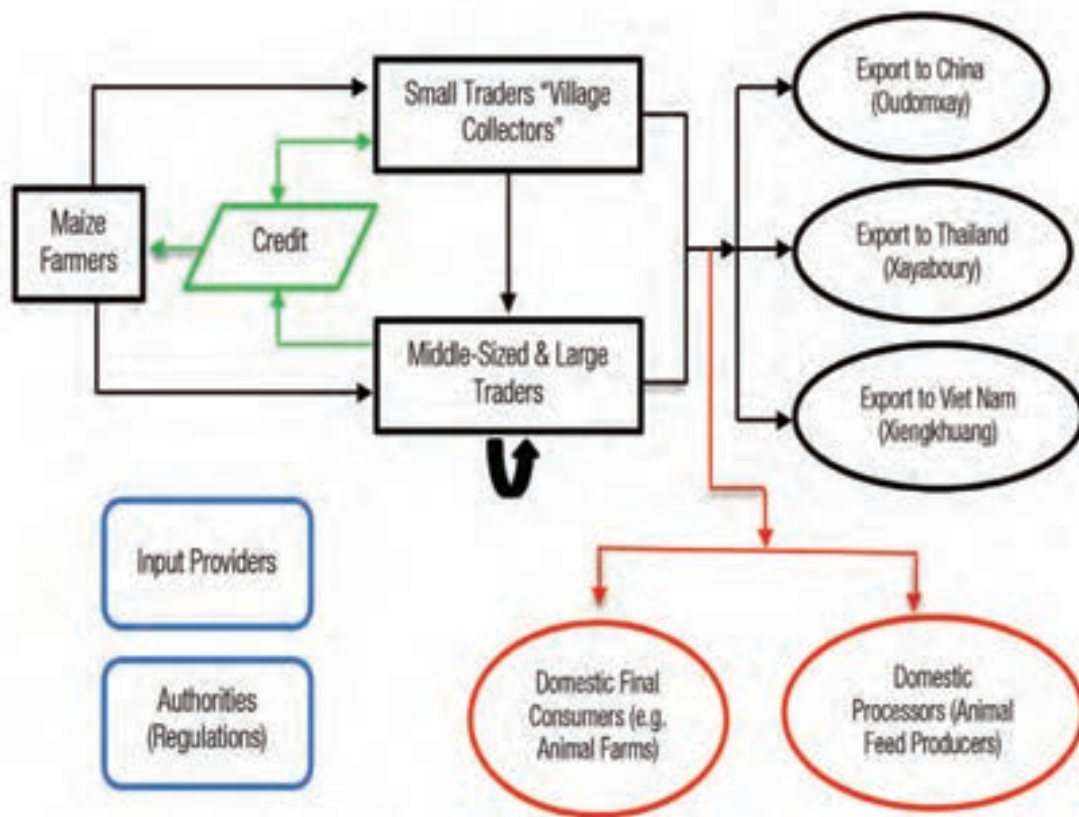 Small Traders "Village
Collectors"
Export to China
(Oudomxay)
Maize
Farmers
Credit
Export to Thailand
(Xayaboury)
Middle-Sized & Large
Traders
Export to Viet Nam
(Xiengkhuang)
Input Providers
Authorities
(Regulations)
Domestic Final
Consumers (e.g.
Animal Farms)
Domestic
Processors (Animal
Feed Producers)